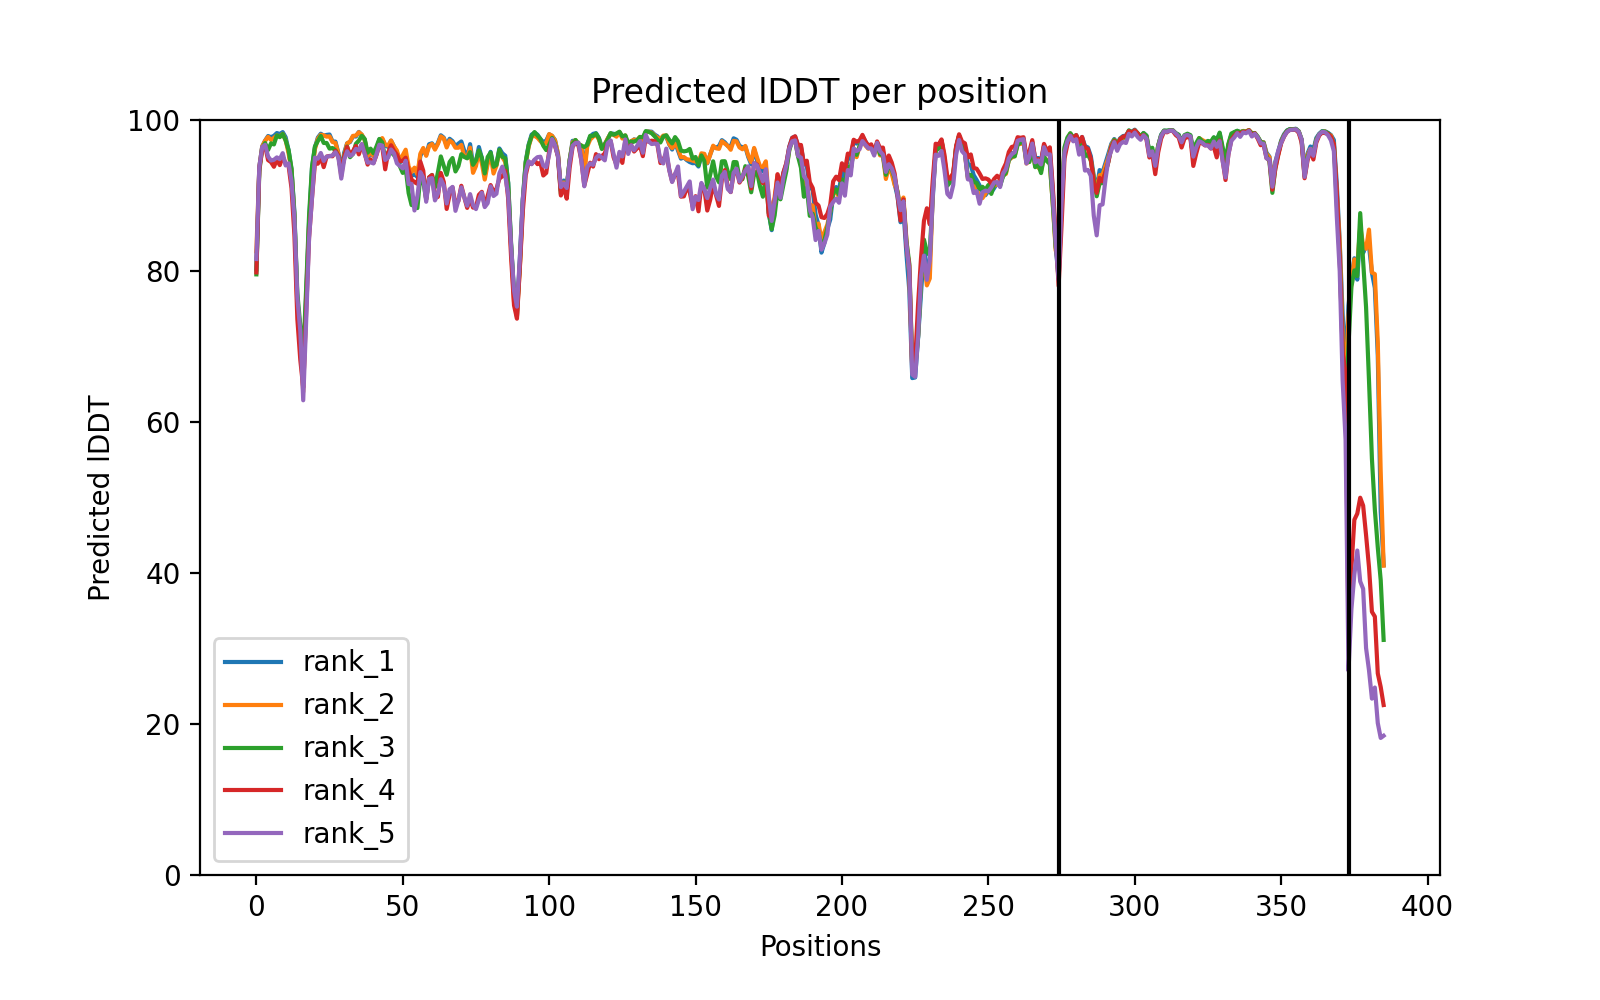 Predicted lDDT per position
100
80
60
40
20
0
Predicted lDDT
rank_1
rank_2
rank_3
rank_4
rank_5
0 50 100 150 200 250 300 350 400
Positions